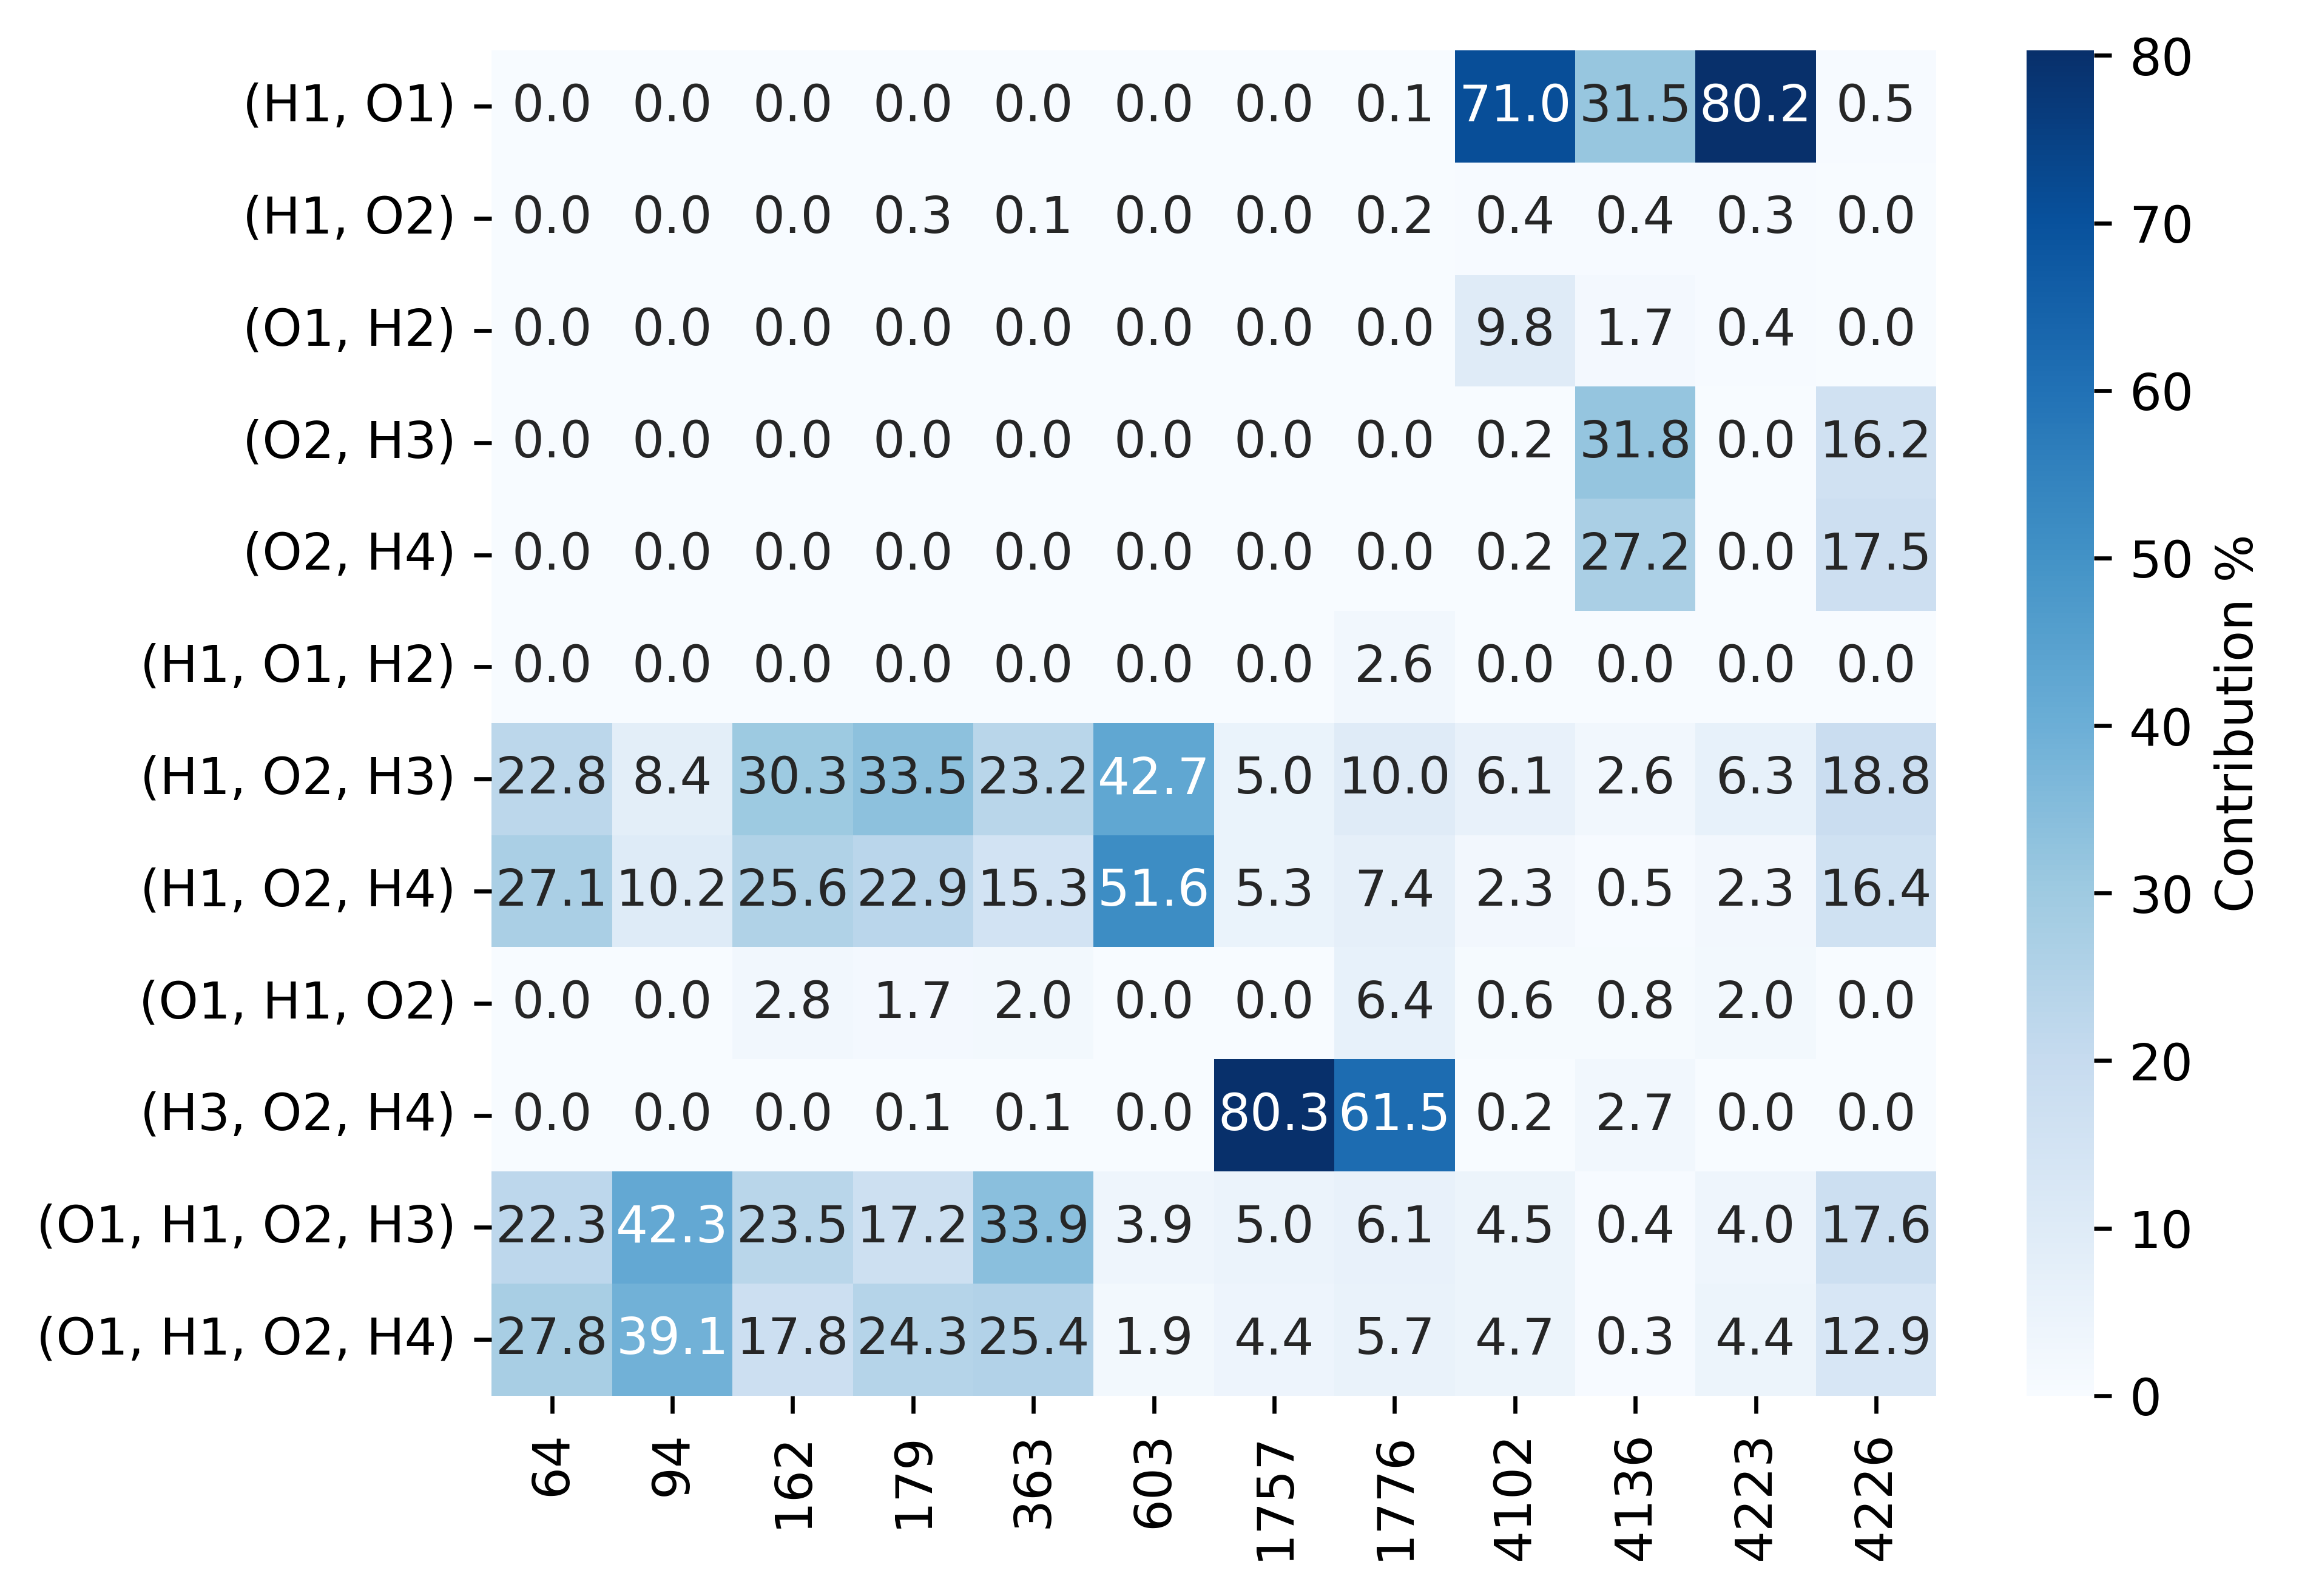 (H1, O1) 0.0 0.0 0.0 0.0 0.0 0.0 0.0 0.1 71.0 31.5 80.2 0.5
(H1, O2) 0.0 0.0 0.0 0.3 0.1 0.0 0.0 0.2 0.4 0.4 0.3 0.0
(O1, H2) 0.0 0.0 0.0 0.0 0.0 0.0 0.0 0.0 9.8 1.7 0.4 0.0
(O2, H3) 0.0 0.0 0.0 0.0 0.0 0.0 0.0 0.0 0.2 31.8 0.0 16.2
(O2, H4) 0.0 0.0 0.0 0.0 0.0 0.0 0.0 0.0 0.2 27.2 0.0 17.5
(H1, O1, H2) 0.0 0.0 0.0 0.0 0.0 0.0 0.0 2.6 0.0 0.0 0.0 0.0
(H1, O2, H3) 22.8 8.4 30.3 33.5 23.2 42.7 5.0 10.0 6.1 2.6 6.3 18.8
(H1, O2, H4) 27.1 10.2 25.6 22.9 15.3 51.6 5.3 7.4 2.3 0.5 2.3 16.4
(O1, H1, O2) 0.0 0.0 2.8 1.7 2.0 0.0 0.0 6.4 0.6 0.8 2.0 0.0
(H3, O2, H4) 0.0 0.0 0.0 0.1 0.1 0.0 80.3 61.5 0.2 2.7 0.0 0.0
(O1, H1, O2, H3) 22.3 42.3 23.5 17.2 33.9 3.9 5.0 6.1 4.5 0.4 4.0 17.6
(O1, H1, O2, H4) 27.8 39.1 17.8 24.3 25.4 1.9 4.4 5.7 4.7 0.3 4.4 12.9
64 94 162 179 363 603 1757 1776 4102 4136 4223 4226
80
70
60
50
40
30
20
10
0
Contribution %